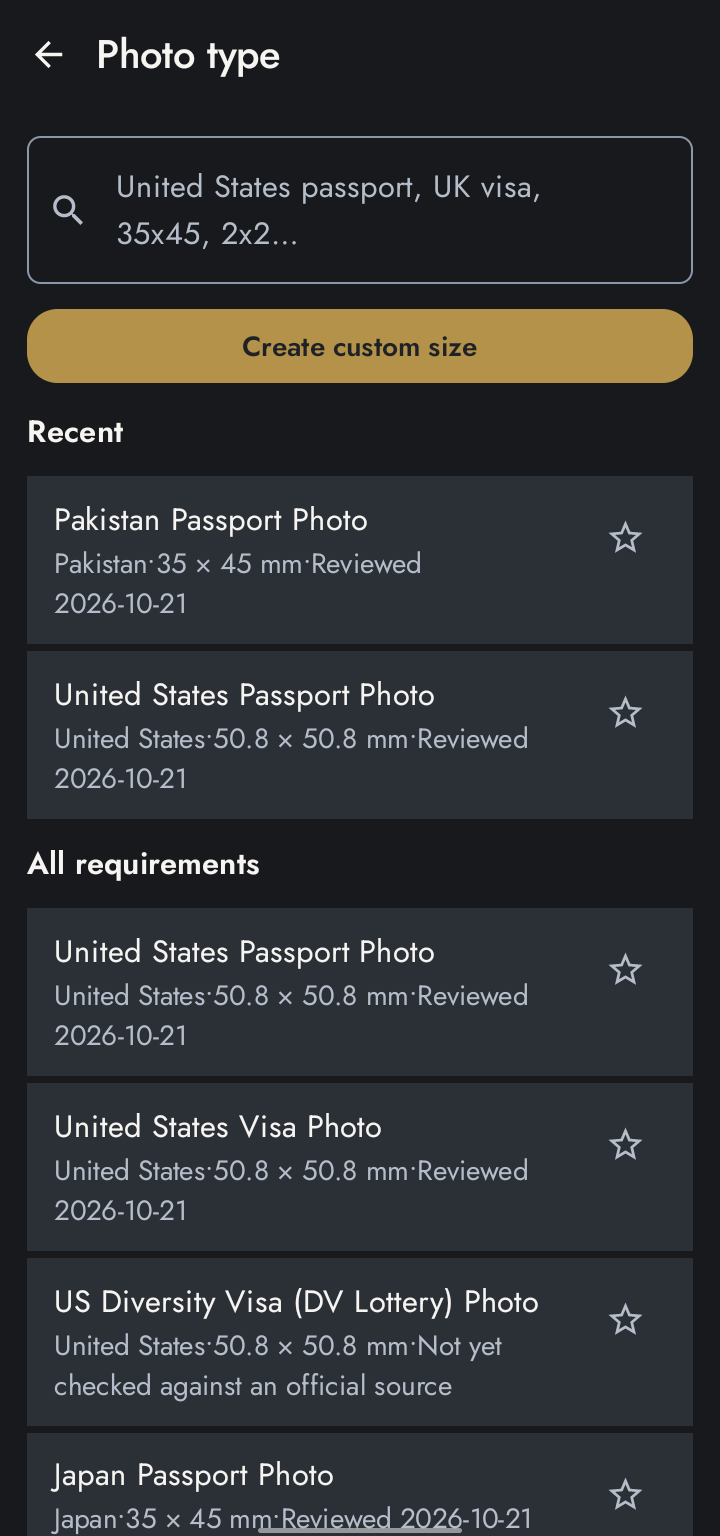 Photo type
United States passport, UK visa,
35x45, 2x2...
Create custom size
Recent
Pakistan Passport Photo
Pakistan·35 × 45 mm·Reviewed
2026-10-21
United States Passport Photo
United States·50.8 × 50.8 mm·Reviewed
2026-10-21
All requirements
United States Passport Photo
United States·50.8 × 50.8 mm·Reviewed
2026-10-21
United States Visa Photo
United States·50.8 × 50.8 mm·Reviewed
2026-10-21
US Diversity Visa (DV Lottery) Photo
United States·50.8 × 50.8 mm·Not yet
checked against an official source
Japan Passport Photo
Japan·35 × 45 mm·Reviewed 2026-10-21